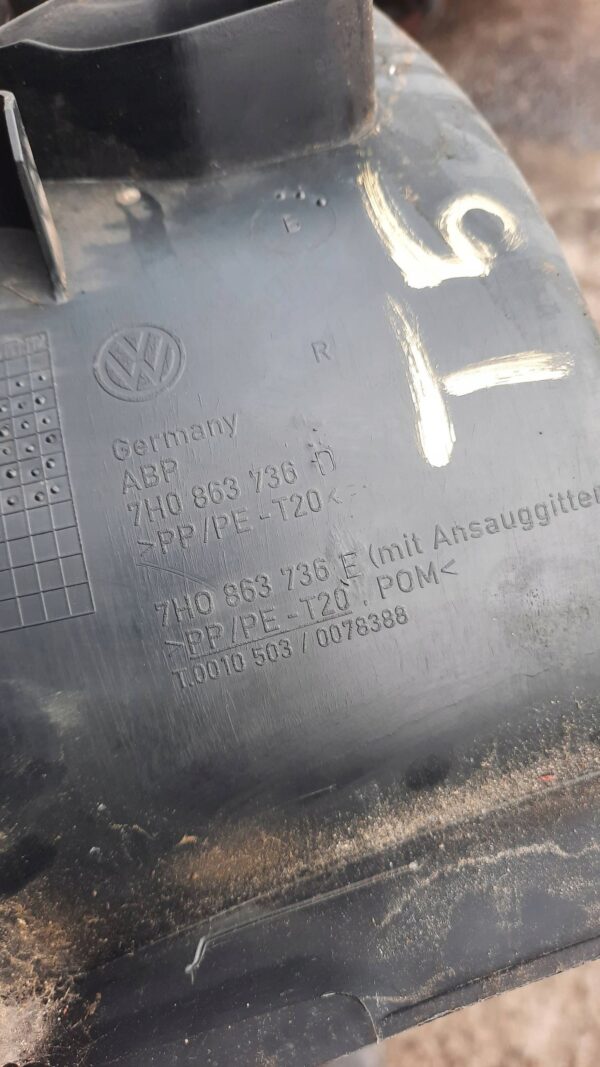 B
T5
R
Germany
ABP
7H0 863 736 D
>PP/PE-T20<
7H0 863 736 E (mit Ansauggitter
>PP/PE-T20, POM<
T.0010 503 / 0078388